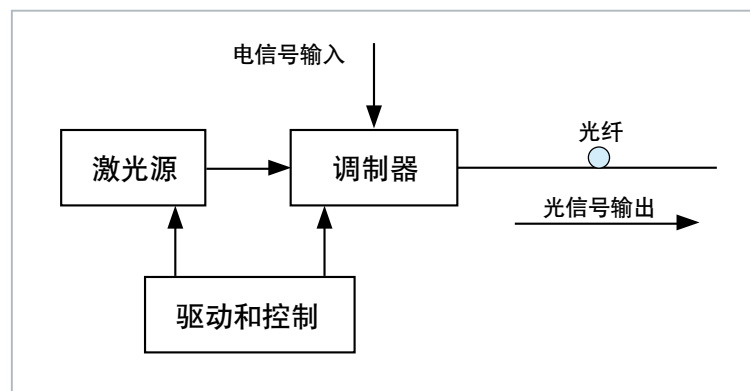 电信号输入
光纤
激光源
调制器
光信号输出
驱动和控制